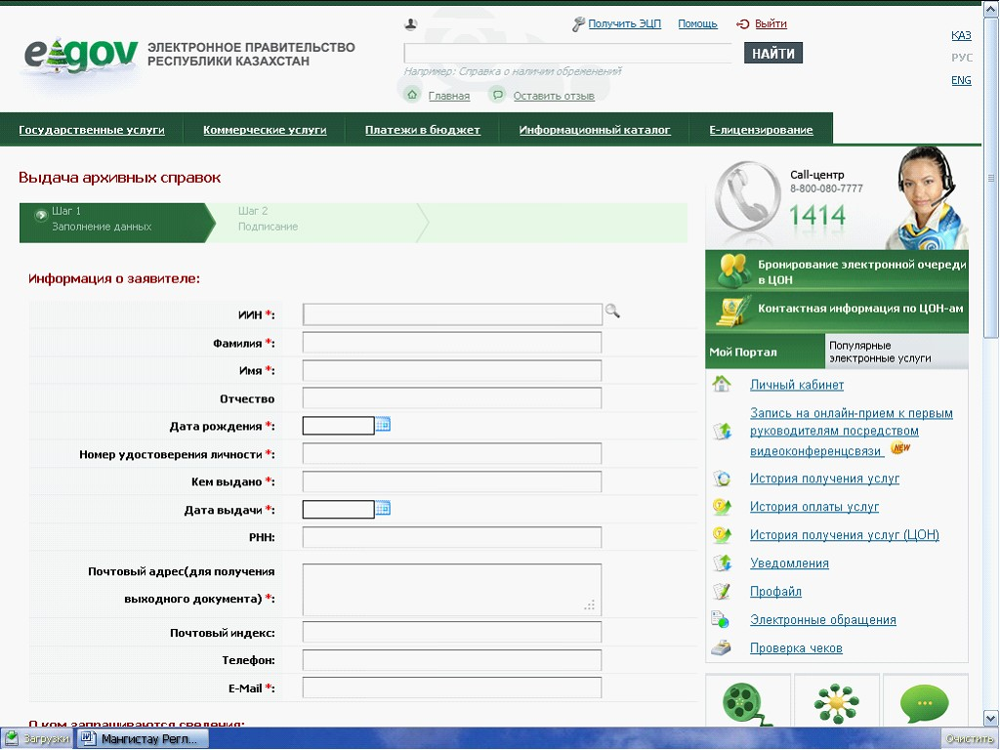 Получить ЭЦП
Помощь
Выйти
e gov
ЭЛЕКТРОННОЕ ПРАВИТЕЛЬСТВО
РЕСПУБЛИКИ КАЗАХСТАН
НАЙТИ
Например: Справка о наличии обременений
Главная
Оставить отзыв
ҚАЗ
РУС
ENG
Государственные услуги
Коммерческие услуги
Платежи в бюджет
Информационный каталог
Е-лицензирование
Выдача архивных справок
Шаг 1
Заполнение данных
Шаг 2
Подписание
Информация о заявителе:
ИИН *:
Фамилия *:
Имя *:
Отчество
Дата рождения *:
Номер удостоверения личности *:
Кем выдано *:
Дата выдачи *:
РНН:
Почтовый адрес(для получения
выходного документа) *:
Почтовый индекс:
Телефон:
E-Mail *:
О ком запрашиваются сведения:
Call-центр
8-800-080-7777
1414
Бронирование электронной очереди
в ЦОН
Контактная информация по ЦОН-ам
Мой Портал
Популярные
электронные услуги
Личный кабинет
Запись на онлайн-прием к первым
руководителям посредством
видеоконференцсвязи NEW
История получения услуг
История оплаты услуг
История получения услуг (ЦОН)
Уведомления
Профайл
Электронные обращения
Проверка чеков
Загрузки
Мангистау Регл...
Очистить